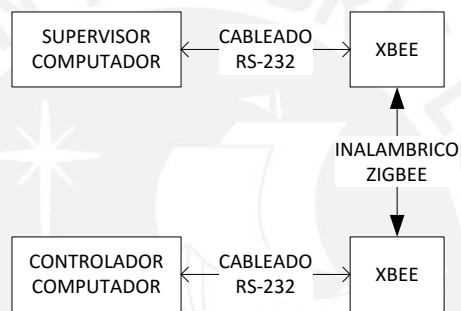 SUPERVISOR
COMPUTADOR
CABLEADO
RS-232
XBEE
INALAMBRICO
ZIGBEE
CONTROLADOR
COMPUTADOR
CABLEADO
RS-232
XBEE